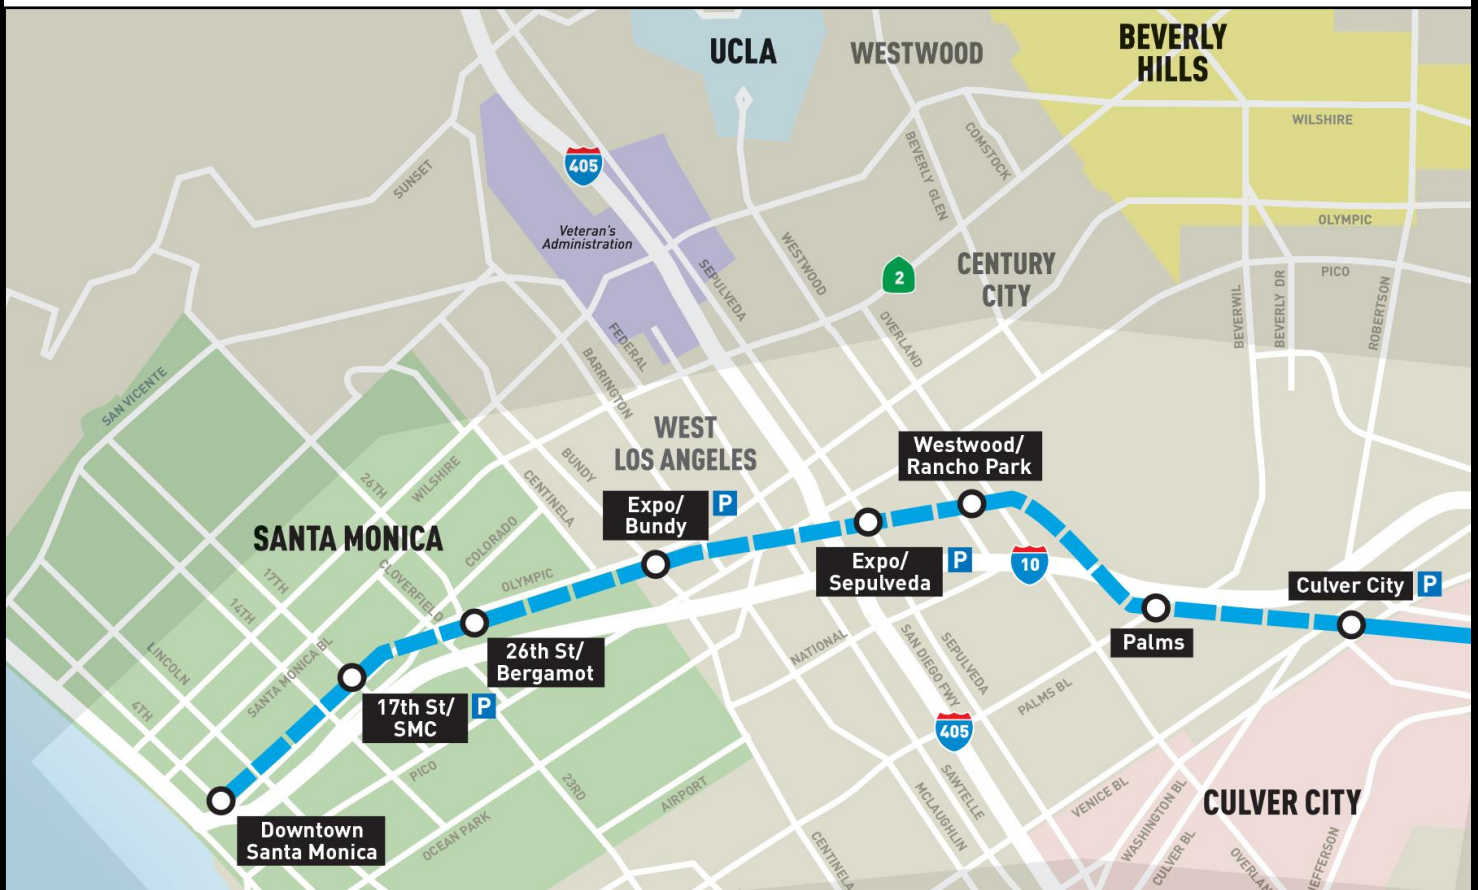 UCLA
WESTWOOD
BEVERLY
HILLS
WILSHIRE
405
SUNSET
BEVERLY GLEN
COMSTOCK
Veteran's
Administration
OLYMPIC
WESTWOOD
SEPULVEDA
2
CENTURY
CITY
PICO
BEVERWIL
BEVERLY DR
ROBERTSON
OVERLAND
FEDERAL
BARRINGTON
SAN VICENTE
WEST
LOS ANGELES
Westwood/
Rancho Park
BUNDY
26TH
WILSHIRE
CENTINELA
Expo/
Bundy
P
SANTA MONICA
COLORADO
CLOVERFIELD
OLYMPIC
Expo/
Sepulveda
P
10
Culver City
P
17TH
14TH
LINCOLN
SANTA MONICA BL
4TH
26th St/
Bergamot
17th St/
SMC
P
NATIONAL
SAN DIEGO FWY
SEPULVEDA
Palms
PALMS BL
405
PICO
23RD
AIRPORT
OCEAN PARK
Downtown
Santa Monica
CENTINELA
MCLAUGHLIN
SAWTELLE
VENICE BL
WASHINGTON BL
CULVER BL
CULVER CITY
OVERLAN
EFFERSON